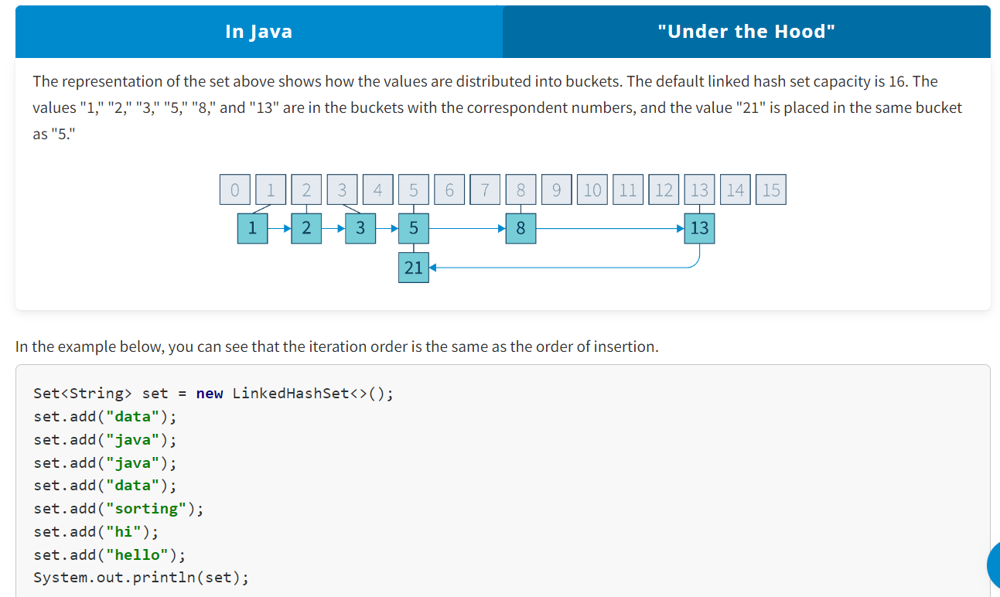 In Java
"Under the Hood"
The representation of the set above shows how the values are distributed into buckets. The default linked hash set capacity is 16. The
values "1," "2," "3," "5," "8," and "13" are in the buckets with the correspondent numbers, and the value "21" is placed in the same bucket
as "5."
0 1 2 3 4 5 6 7 8 9 10 11 12 13 14 15
1 2 3 5 8 13
21
In the example below, you can see that the iteration order is the same as the order of insertion.
Set<String> set = new LinkedHashSet<>();
set.add("data");
set.add("java");
set.add("java");
set.add("data");
set.add("sorting");
set.add("hi");
set.add("hello");
System.out.println(set);